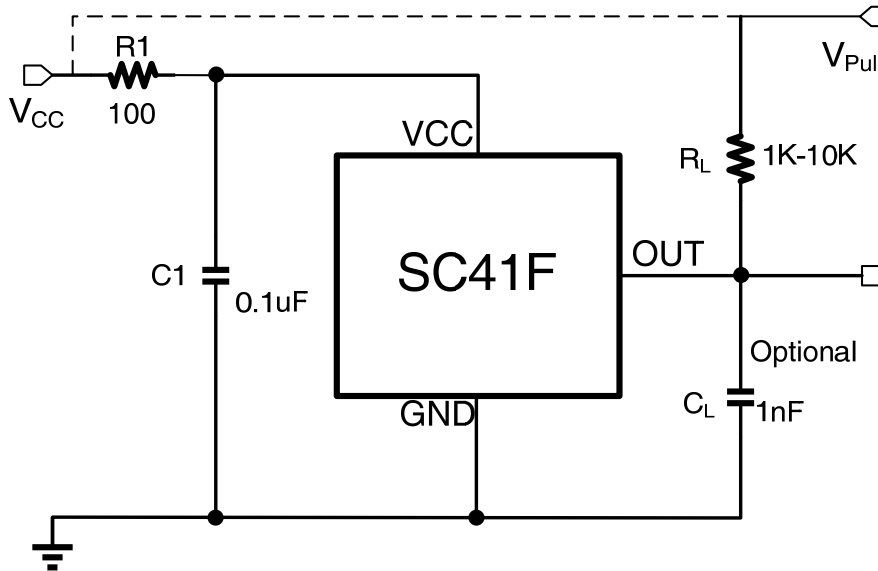 R1
VCC
100
VPul
VCC
RL
1K-10K
SC41F
OUT
C1
0.1uF
Optional
GND
CL
1nF